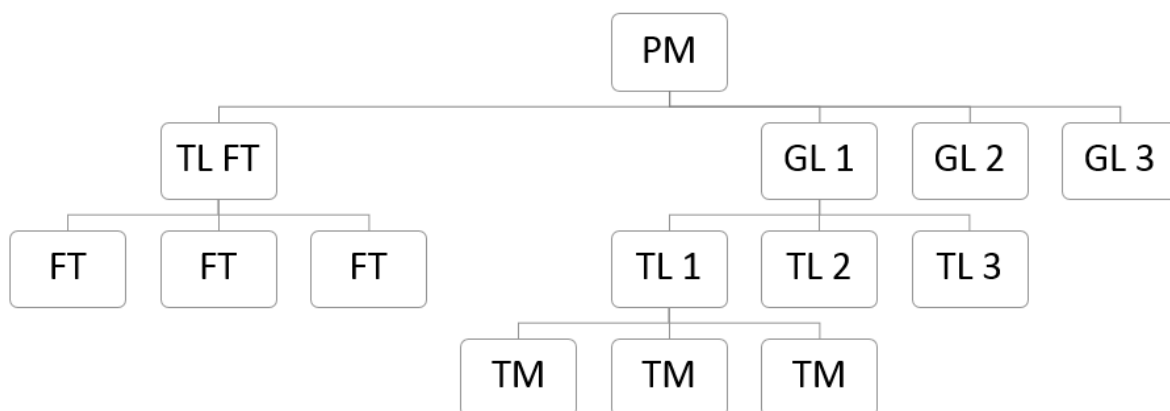 PM
TL FT
GL 1
GL 2
GL 3
FT
FT
FT
TL 1
TL 2
TL 3
TM
TM
TM